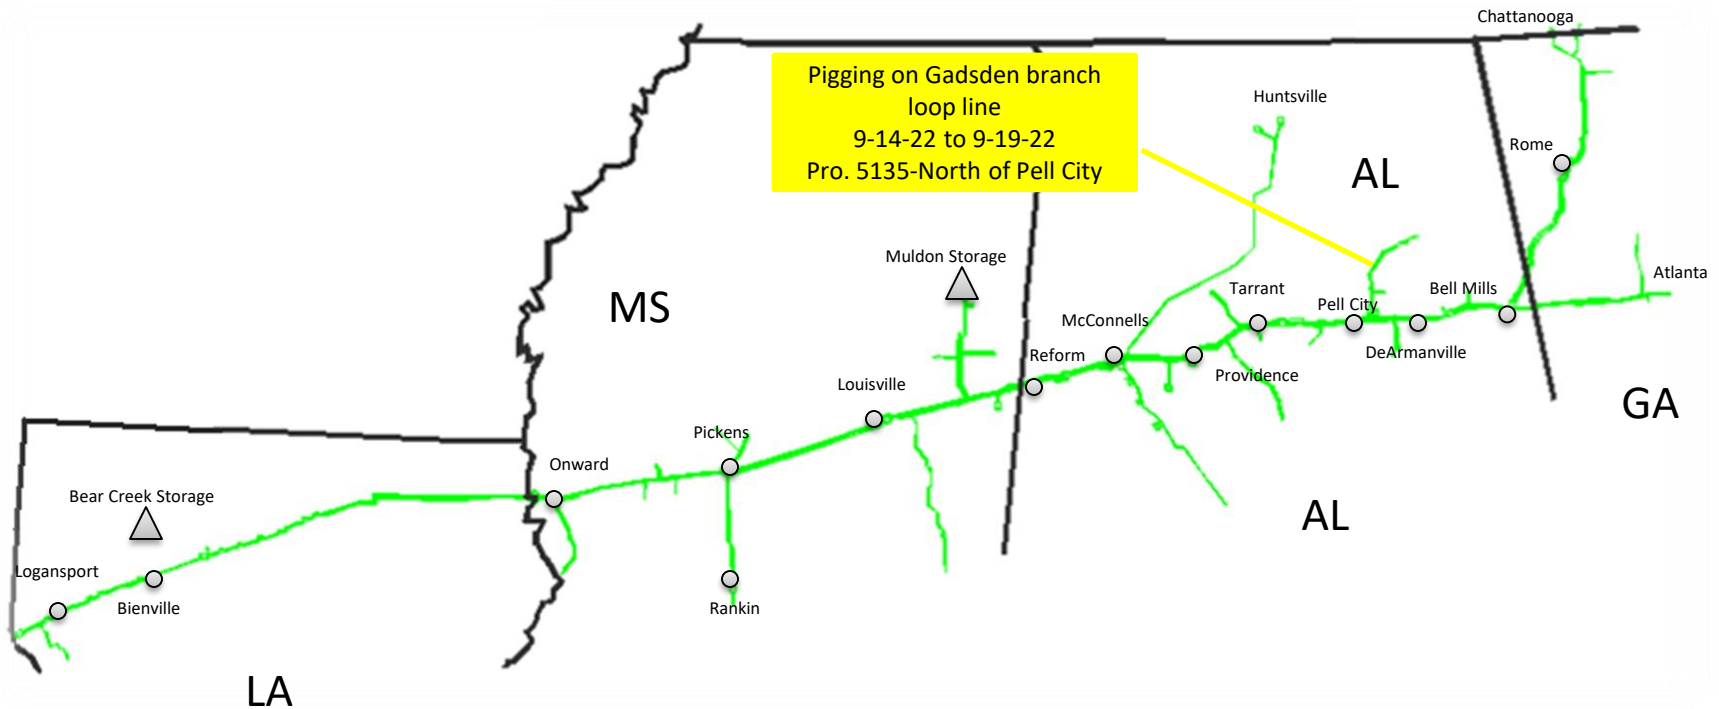 Chattanooga
Pigging on Gadsden branch
loop line
9-14-22 to 9-19-22
Pro. 5135-North of Pell City
Huntsville
Rome
AL
Muldon Storage
Atlanta
MS
Tarrant
Bell Mills
Pell City
McConnells
Reform
DeArmanville
Providence
Louisville
GA
Pickens
Onward
Bear Creek Storage
AL
Logansport
Bienville
Rankin
LA